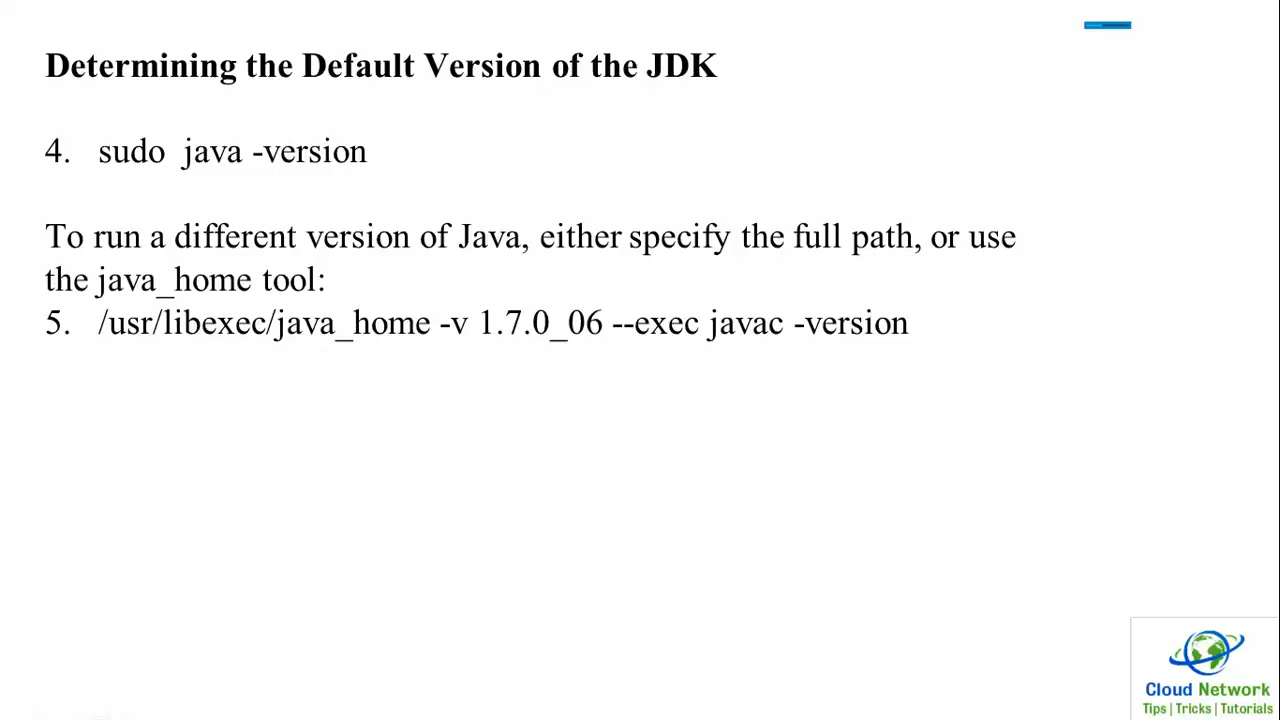 Determining the Default Version of the JDK
4. sudo java -version
To run a different version of Java, either specify the full path, or use
the java_home tool:
5. /usr/libexec/java_home -v 1.7.0_06 --exec javac -version
Cloud Network
Tips | Tricks | Tutorials